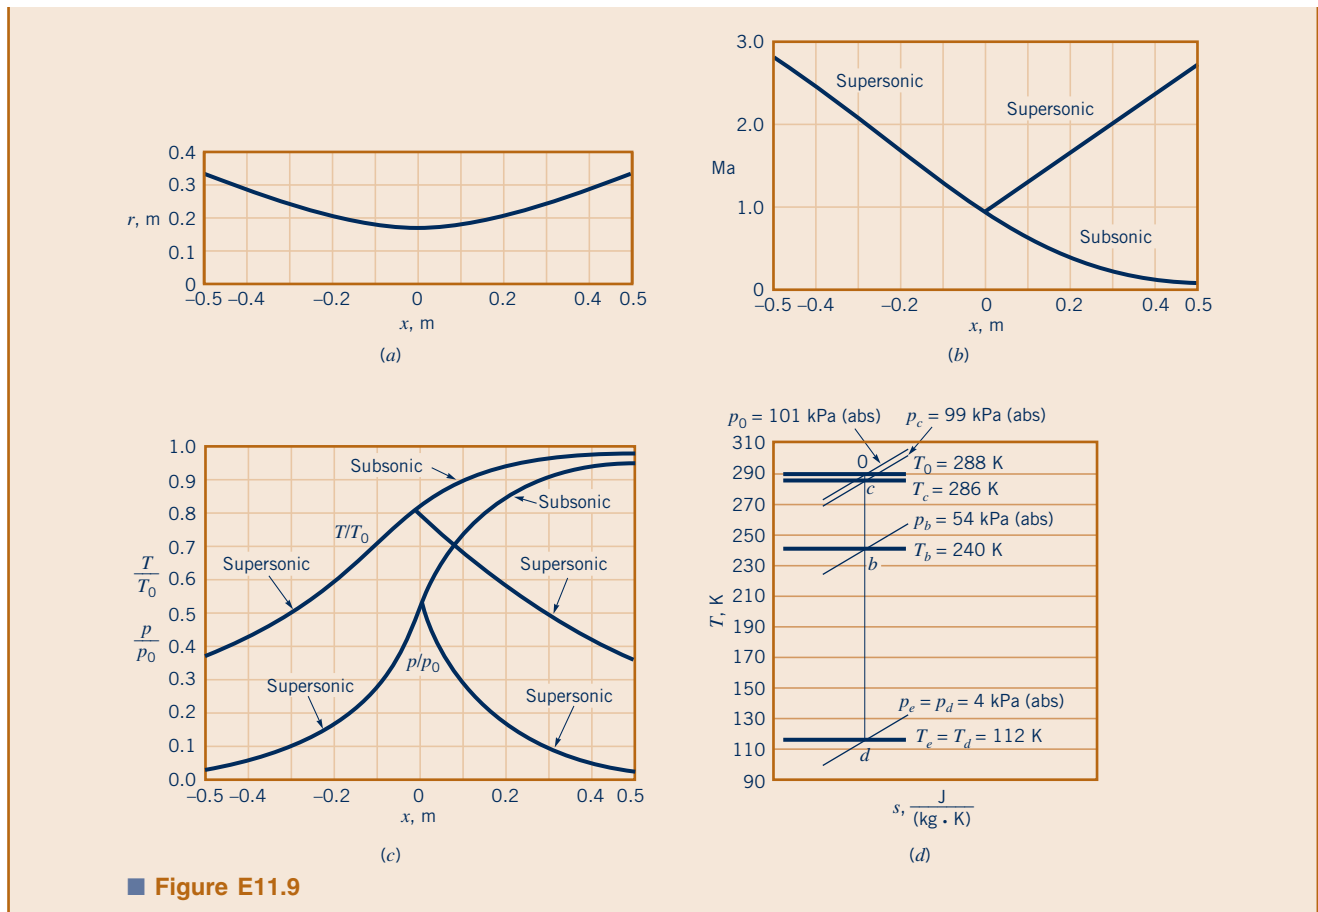 0.4
0.3
r, m 0.2
0.1
0
–0.5 –0.4 –0.2 0 0.2 0.4 0.5
x, m
(a)
3.0
2.0
Ma
1.0
0
Supersonic
Supersonic
Subsonic
–0.5 –0.4 –0.2 0 0.2 0.4 0.5
x, m
(b)
1.0
0.9
0.8
0.7
0.6
0.5
0.4
0.3
0.2
0.1
0.0
T/T0
p/p0
Subsonic
Subsonic
T/T0
Supersonic
Supersonic
p/p0
Supersonic
Supersonic
–0.5 –0.4 –0.2 0 0.2 0.4 0.5
x, m
(c)
p0 = 101 kPa (abs) pc = 99 kPa (abs)
310
290
270
250
230
210
190
170
150
130
110
90
T, K
0
T0 = 288 K
c
Tc = 286 K
pb = 54 kPa (abs)
Tb = 240 K
b
pe = pd = 4 kPa (abs)
Te = Td = 112 K
d
s, J/(kg • K)
(d)
Figure E11.9